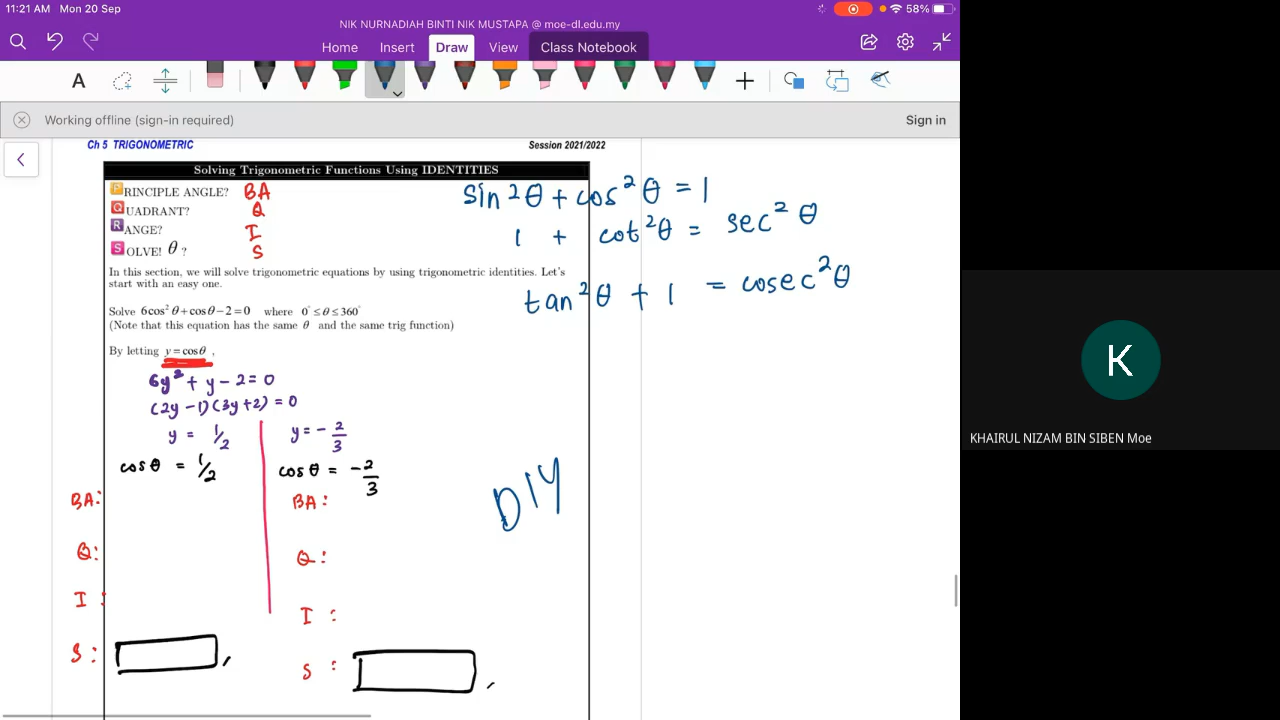 11:21 AM Mon 20 Sep
58%
NIK NURNADIAH BINTI NIK MUSTAPA @ moe-dl.edu.my
Home Insert Draw View Class Notebook
A
Working offline (sign-in required)
Sign in
Ch 5 TRIGONOMETRIC
Session 2021/2022
Solving Trigonometric Functions Using IDENTITIES
PRINCIPLE ANGLE? BA
QUADRANT? Q
RANGE? I
SOLVE! θ ? S
sin²θ + cos²θ = 1
1 + cot²θ = sec²θ
tan²θ + 1 = cosec²θ
In this section, we will solve trigonometric equations by using trigonometric identities. Let's
start with an easy one.
Solve 6cos²θ+cosθ−2=0 where 0° ≤θ≤360°
(Note that this equation has the same θ and the same trig function)
By letting y=cosθ ,
6y² + y − 2 = 0
(2y − 1)(3y + 2) = 0
y = 1/2 y = − 2/3
cosθ = 1/2 cosθ = −2/3
BA: BA:
DIY
Q: Q:
I : I :
S : , S : ,
K
KHAIRUL NIZAM BIN SIBEN Moe